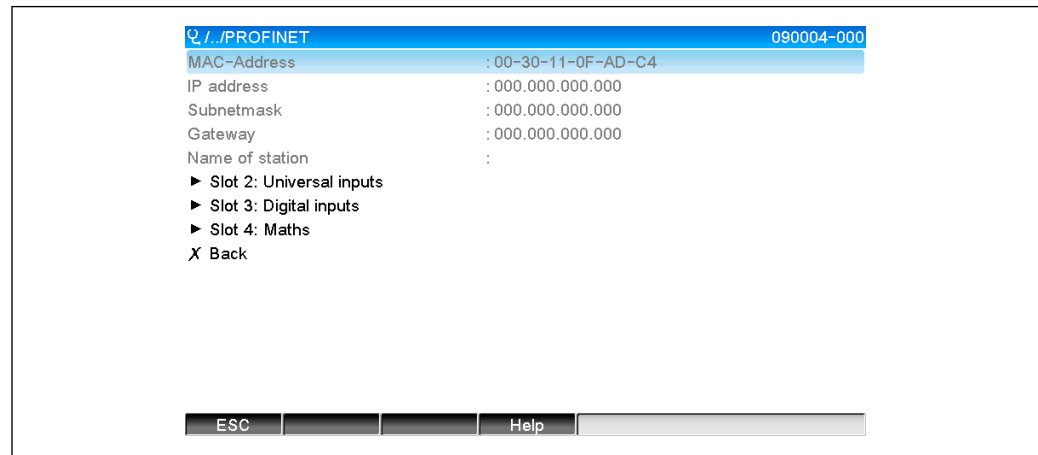 /../PROFINET 090004-000
MAC-Address : 00-30-11-0F-AD-C4
IP address : 000.000.000.000
Subnetmask : 000.000.000.000
Gateway : 000.000.000.000
Name of station :
► Slot 2: Universal inputs
► Slot 3: Digital inputs
► Slot 4: Maths
X Back
ESC Help